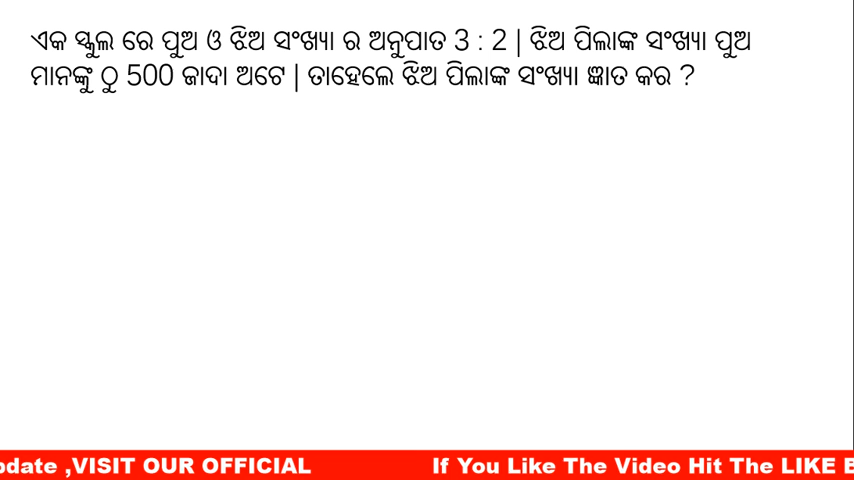 ଏକ ସ୍କୁଲ ରେ ପୁଅ ଓ ଝିଅ ସଂଖ୍ୟା ର ଅନୁପାତ 3 : 2 | ଝିଅ ପିଲାଙ୍କ ସଂଖ୍ୟା ପୁଅ
ମାନଙ୍କୁ ଠୁ 500 ଜାଦା ଅଟେ | ତାହେଲେ ଝିଅ ପିଲାଙ୍କ ସଂଖ୍ୟା ଜ୍ଞାତ କର ?
pdate ,VISIT OUR OFFICIAL If You Like The Video Hit The LIKE